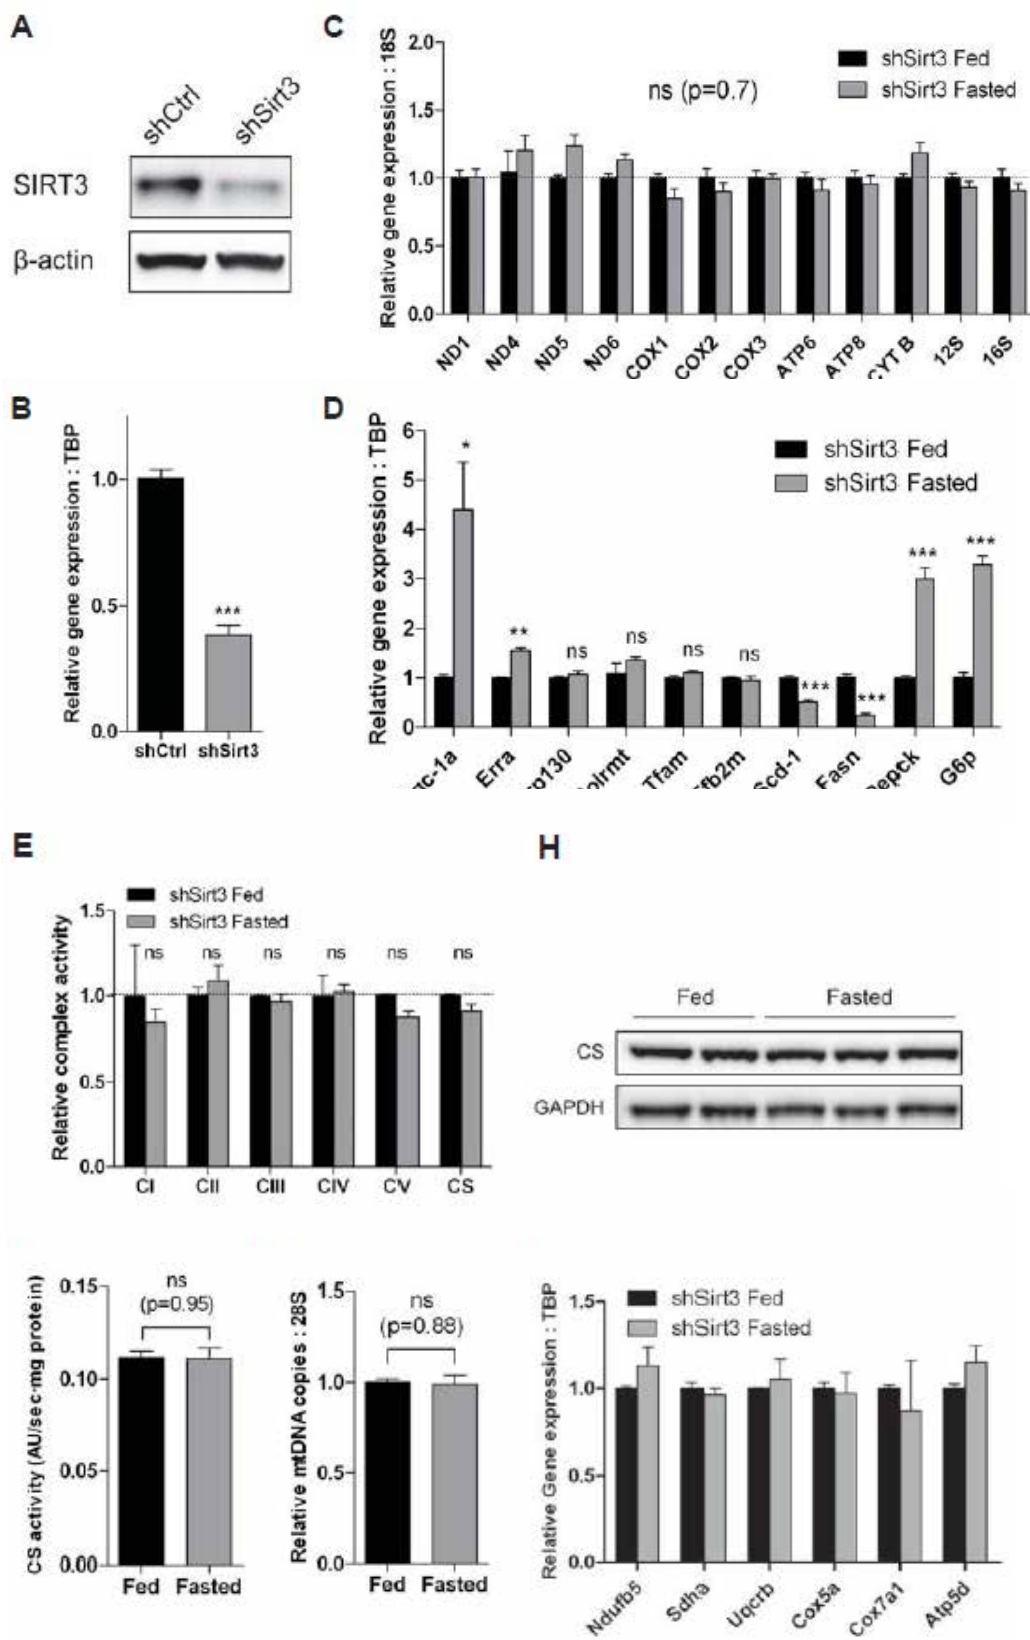 A
shCtrl
shSirt3
SIRT3
β-actin
C
Relative gene expression : 18S
2.0
1.5
1.0
0.5
0.0
ns (p=0.7)
shSirt3 Fed
shSirt3 Fasted
ND1 ND4 ND5 ND6 COX1 COX2 COX3 ATP6 ATP8 CYT B 12S 16S
B
Relative gene expression : TBP
1.0
0.5
0.0
***
shCtrl shSirt3
D
Relative gene expression : TBP
6
5
4
3
2
1
0
shSirt3 Fed
shSirt3 Fasted
* ** ns ns ns ns *** *** *** ***
Erra rp130 Tfam Scd-1 Fasn Pepck G6p
E
shSirt3 Fed
shSirt3 Fasted
Relative complex activity
1.5
1.0
0.5
0.0
ns ns ns ns ns ns
CI CII CIII CIV CV CS
H
Fed Fasted
CS
GAPDH
CS activity (AU/sec·mg protein)
0.15
0.10
0.05
0.00
ns
(p=0.95)
Fed Fasted
Relative mtDNA copies : 28S
1.5
1.0
0.5
0.0
ns
(p=0.88)
Fed Fasted
Relative Gene expression : TBP
1.5
1.0
0.5
0.0
shSirt3 Fed
shSirt3 Fasted
Ndufb5 Sdha Uqcrb Cox5a Cox7a1 Atp5d